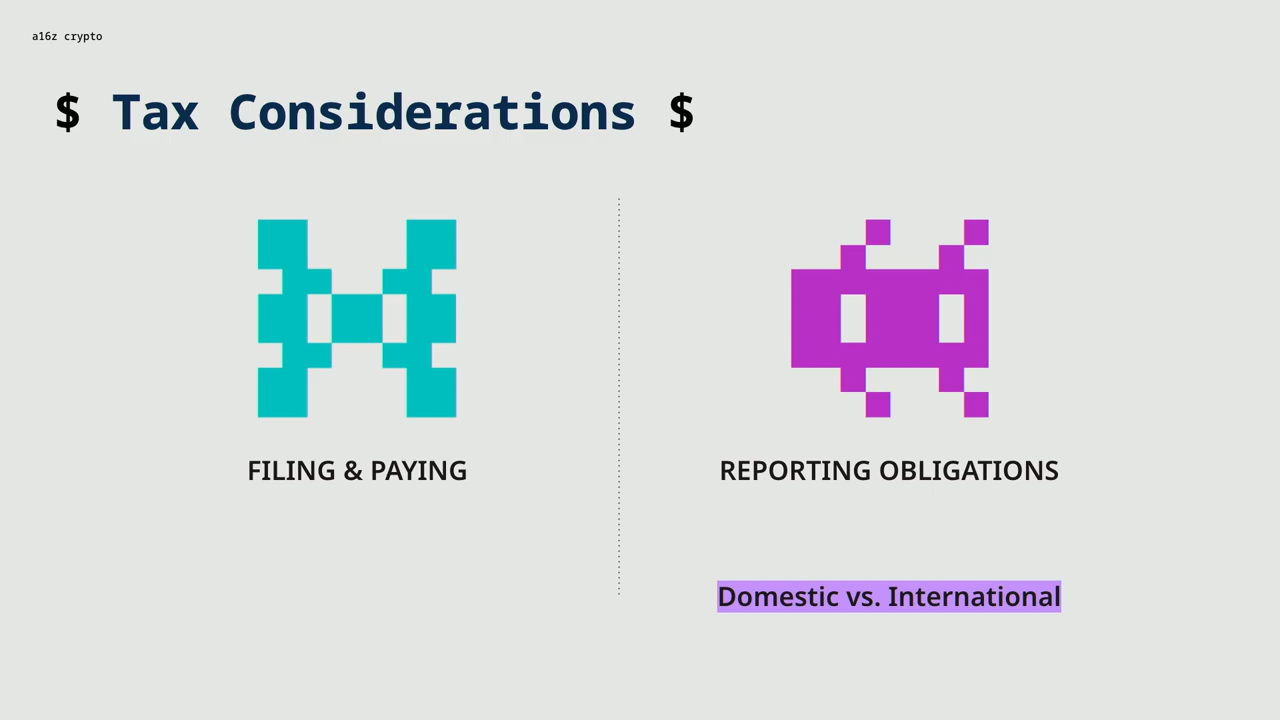 a16z crypto
$ Tax Considerations $
FILING & PAYING
REPORTING OBLIGATIONS
Domestic vs. International